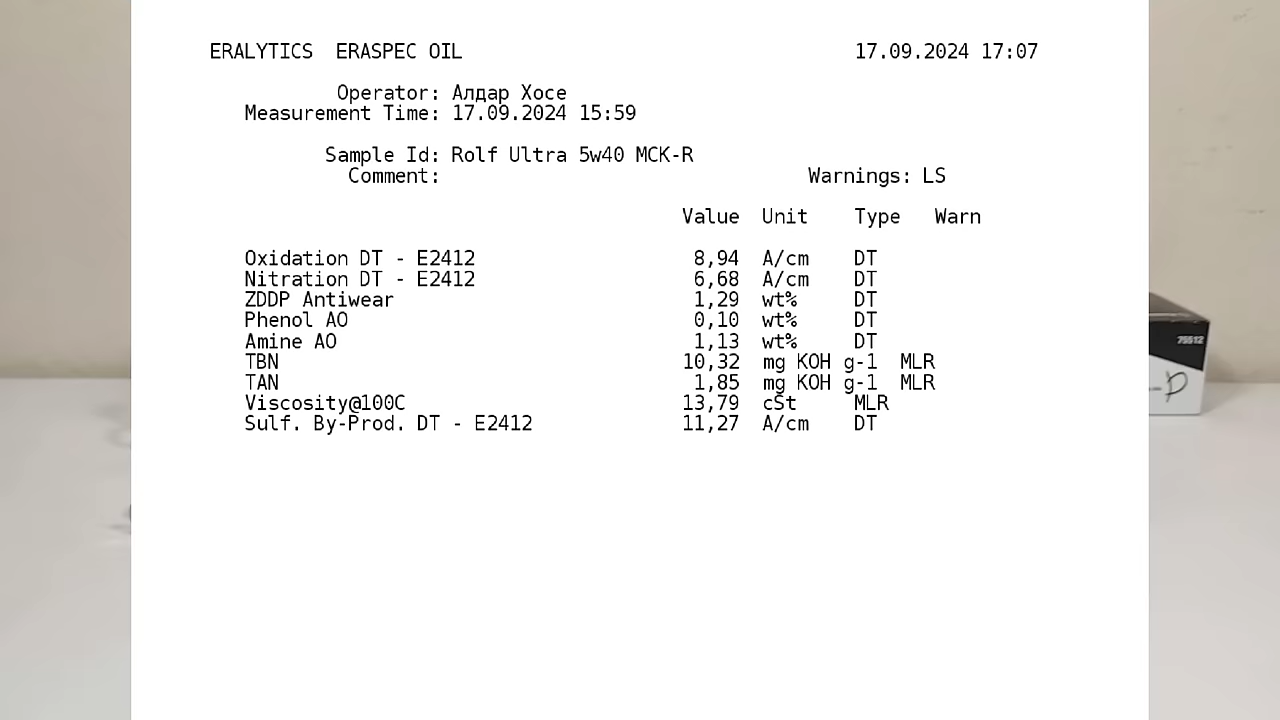 ERALYTICS ERASPEC OIL 17.09.2024 17:07
Operator: Алдар Хосе
Measurement Time: 17.09.2024 15:59
Sample Id: Rolf Ultra 5w40 MCK-R
Comment: Warnings: LS
Value Unit Type Warn
Oxidation DT - E2412 8,94 A/cm DT
Nitration DT - E2412 6,68 A/cm DT
ZDDP Antiwear 1,29 wt% DT
Phenol AO 0,10 wt% DT
Amine AO 1,13 wt% DT
TBN 10,32 mg KOH g-1 MLR
TAN 1,85 mg KOH g-1 MLR
Viscosity@100C 13,79 cSt MLR
Sulf. By-Prod. DT - E2412 11,27 A/cm DT
75512